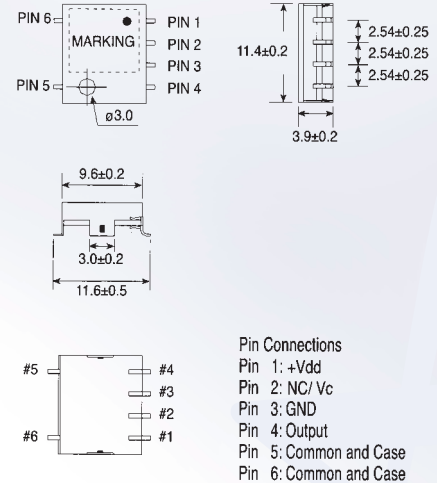 PIN 6
MARKING
PIN 1
PIN 2
PIN 3
PIN 5
PIN 4
ø3.0
11.4±0.2
2.54±0.25
2.54±0.25
2.54±0.25
3.9±0.2
9.6±0.2
3.0±0.2
11.6±0.5
#5
#4
#3
#2
#6
#1
Pin Connections
Pin 1: +Vdd
Pin 2: NC/ Vc
Pin 3: GND
Pin 4: Output
Pin 5: Common and Case
Pin 6: Common and Case